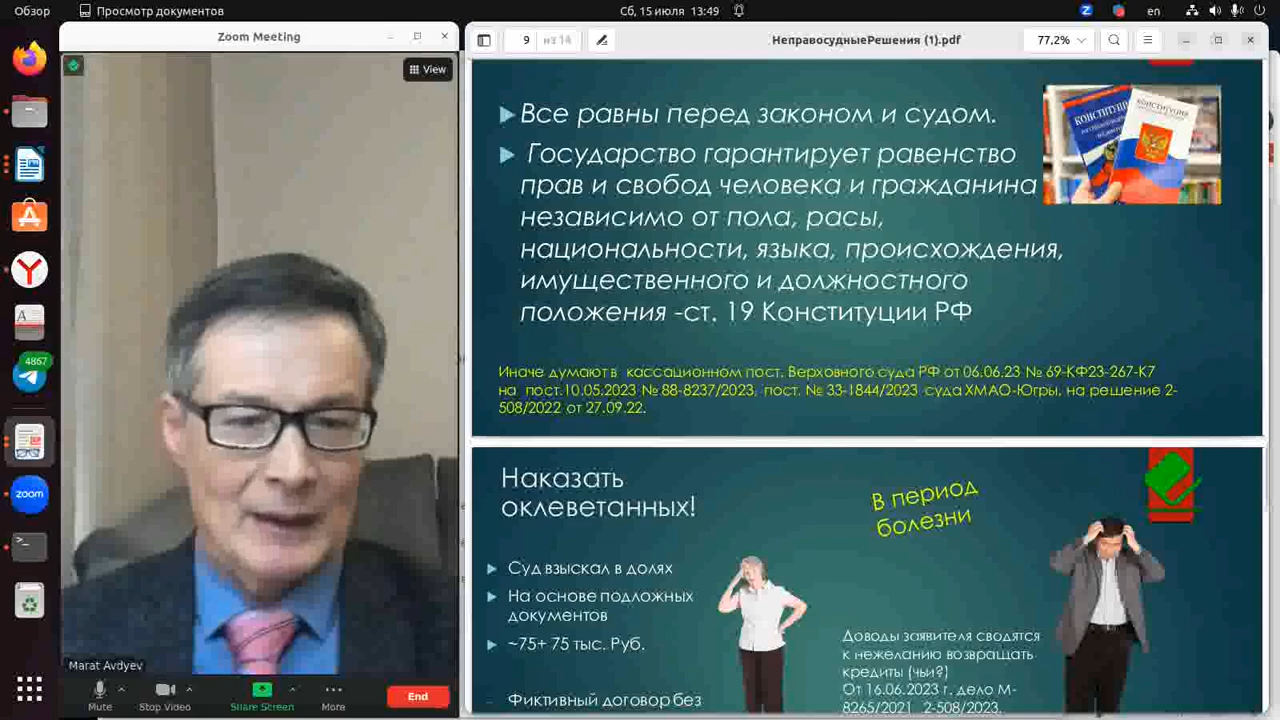 Обзор
Просмотр документов
Сб, 15 июля 13:49
en
Zoom Meeting
View
4867
zoom
Marat Avdyev
Mute
Stop Video
Share Screen
More
End
9
из 14
НеправосудныеРешения (1).pdf
77,2%
Все равны перед законом и судом.
Государство гарантирует равенство
прав и свобод человека и гражданина
независимо от пола, расы,
национальности, языка, происхождения,
имущественного и должностного
положения -ст. 19 Конституции РФ
КОНСТИТУЦИЯ
КОНСТИТУЦИЯ
Иначе думают в кассационном пост. Верховного суда РФ от 06.06.23 № 69-КФ23-267-К7
на пост.10.05.2023 № 88-8237/2023, пост. № 33-1844/2023 суда ХМАО-Югры, на решение 2-
508/2022 от 27.09.22.
Наказать
оклеветанных!
В период
болезни
Суд взыскал в долях
На основе подложных
документов
~75+ 75 тыс. Руб.
Фиктивный договор без
Доводы заявителя сводятся
к нежеланию возвращать
кредиты (чьи?)
От 16.06.2023 г. дело М-
8265/2021 2-508/2023.